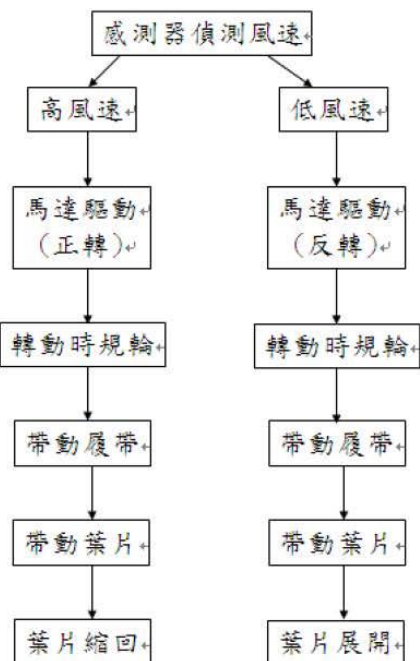 感測器偵測風速
高風速
低風速
馬達驅動
(正轉)
馬達驅動
(反轉)
轉動時規輪
轉動時規輪
帶動履帶
帶動履帶
帶動葉片
帶動葉片
葉片縮回
葉片展開